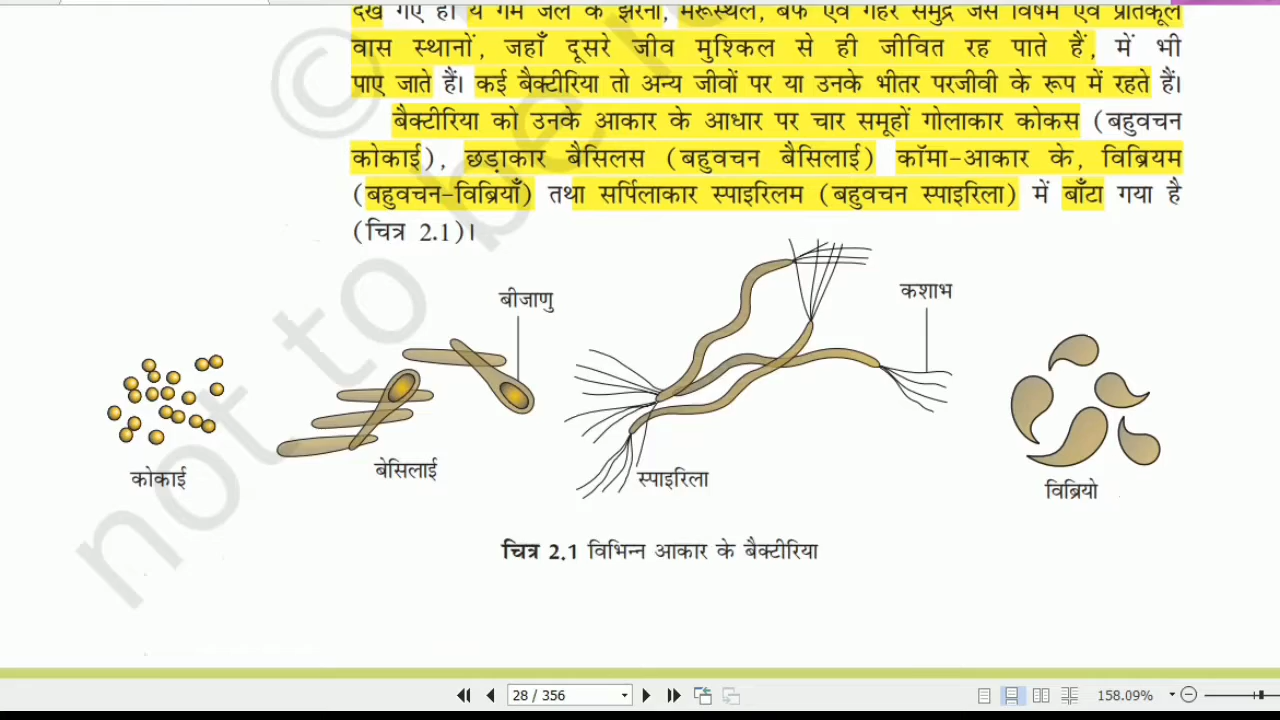 देखे गए हैं। ये गर्म जल के झरनों, मरूस्थल, बर्फ एवं गहरे समुद्र जैसे विषम एवं प्रतिकूल
वास स्थानों, जहाँ दूसरे जीव मुश्किल से ही जीवित रह पाते हैं, में भी
पाए जाते हैं। कई बैक्टीरिया तो अन्य जीवों पर या उनके भीतर परजीवी के रूप में रहते हैं।
बैक्टीरिया को उनके आकार के आधार पर चार समूहों गोलाकार कोकस (बहुवचन
कोकाई), छड़ाकार बैसिलस (बहुवचन बैसिलाई) कॉमा-आकार के, विब्रियम
(बहुवचन-विब्रियाँ) तथा सर्पिलाकार स्पाइरिलम (बहुवचन स्पाइरिला) में बाँटा गया है
(चित्र 2.1)।
बीजाणु
कशाभ
कोकाई
बेसिलाई
स्पाइरिला
विब्रियो
चित्र 2.1 विभिन्न आकार के बैक्टीरिया
© not to be r
28 / 356
158.09%